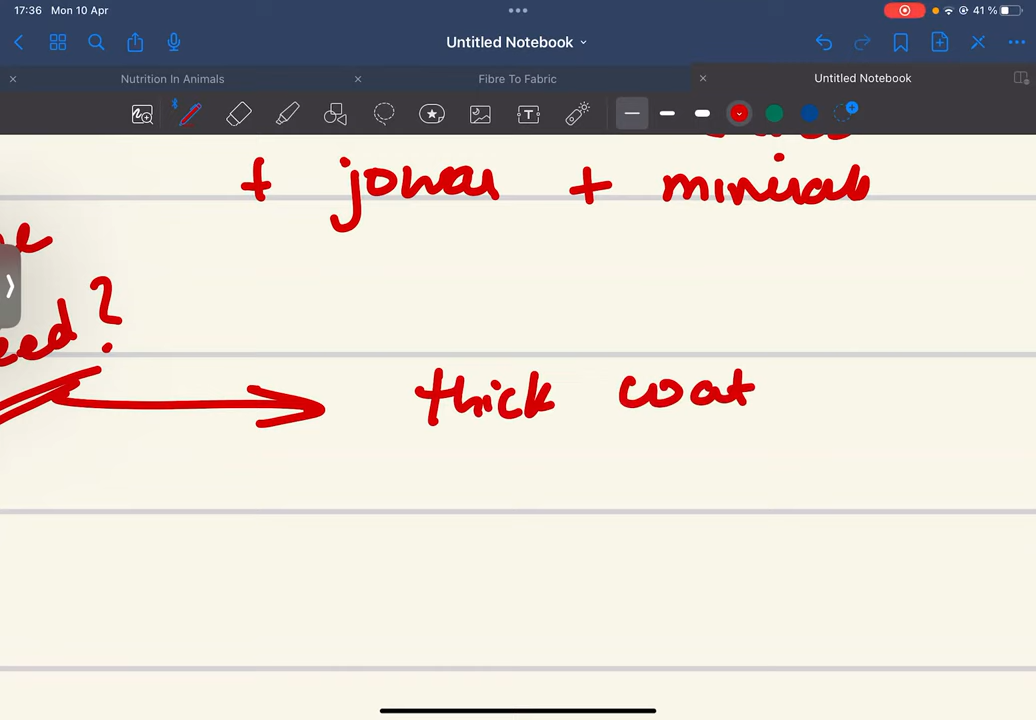 17:36 Mon 10 Apr
41 %
Untitled Notebook
Nutrition In Animals
Fibre To Fabric
Untitled Notebook
+ jowar + minerals
? 
thick coat